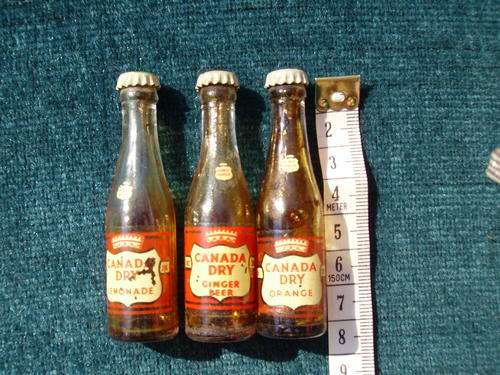 CANADA
DRY
LEMONADE
CANADA
DRY
GINGER
BEER
CANADA
DRY
ORANGE
2
3
4
METER
5
6
150CM
7
8
9